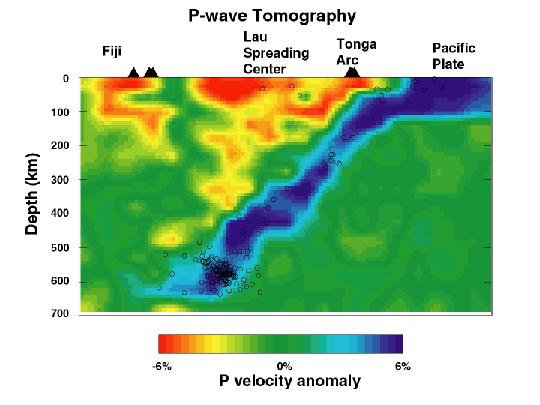 P-wave Tomography
Fiji
Lau
Spreading
Center
Tonga
Arc
Pacific
Plate
Depth (km)
0
100
200
300
400
500
600
700
-6%
0%
6%
P velocity anomaly